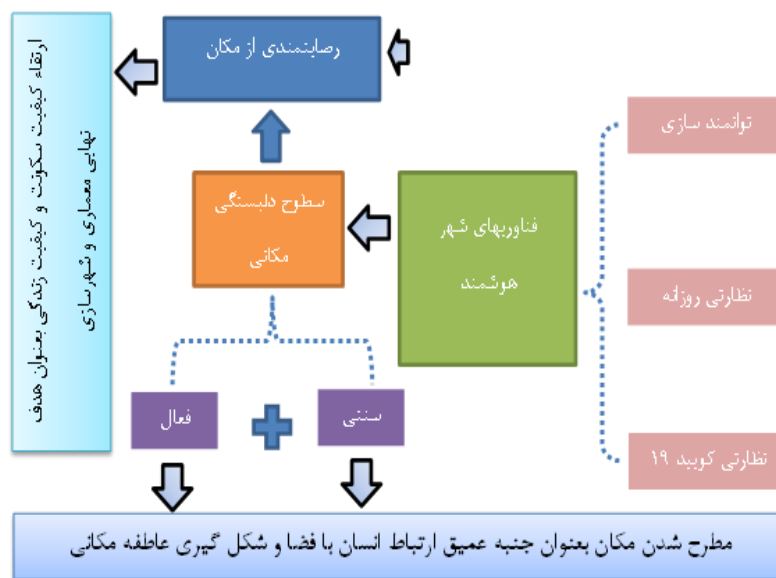 رضایتمندی از مکان
ارتقاء کیفیت سکونت و کیفیت زندگی بعنوان هدف
نهایی معماری و شهرسازی
توانمند سازی
سطوح دلبستگی
مکانی
فناوریهای شهر
هوشمند
نظارتی روزانه
فعال
سنتی
نظارتی کویید ۱۹
مطرح شدن مکان بعنوان جنبه عمیق ارتباط انسان با فضا و شکل گیری عاطفه مکانی